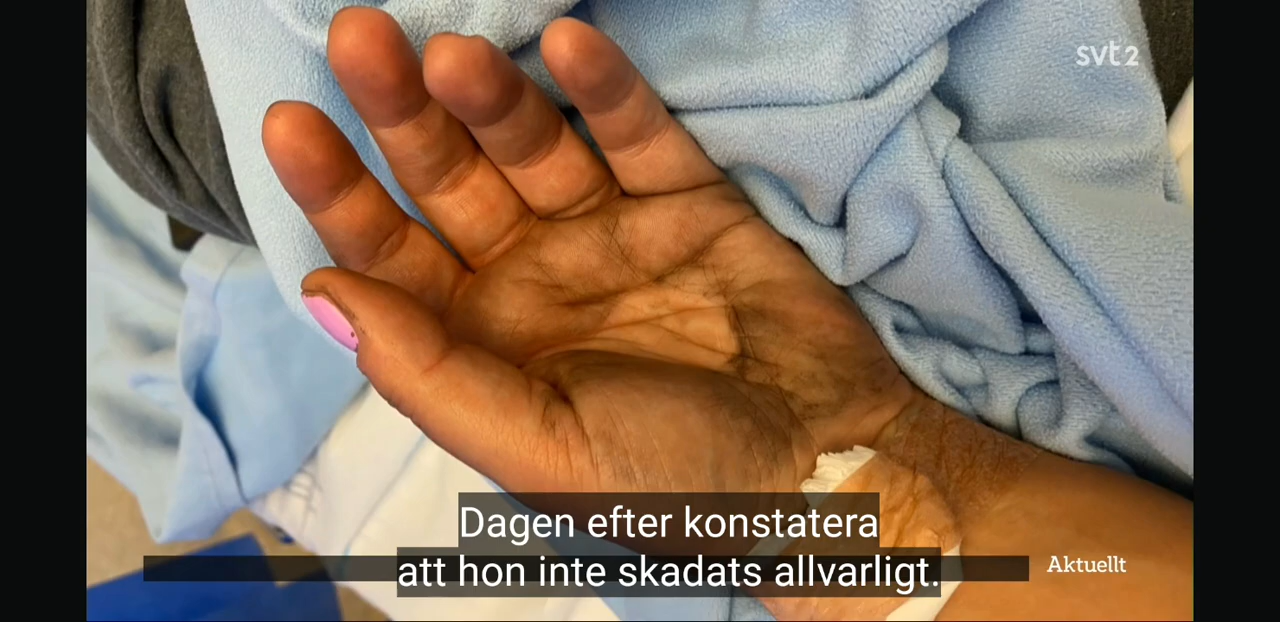 svt2
Dagen efter konstatera
att hon inte skadats allvarligt.
Aktuellt